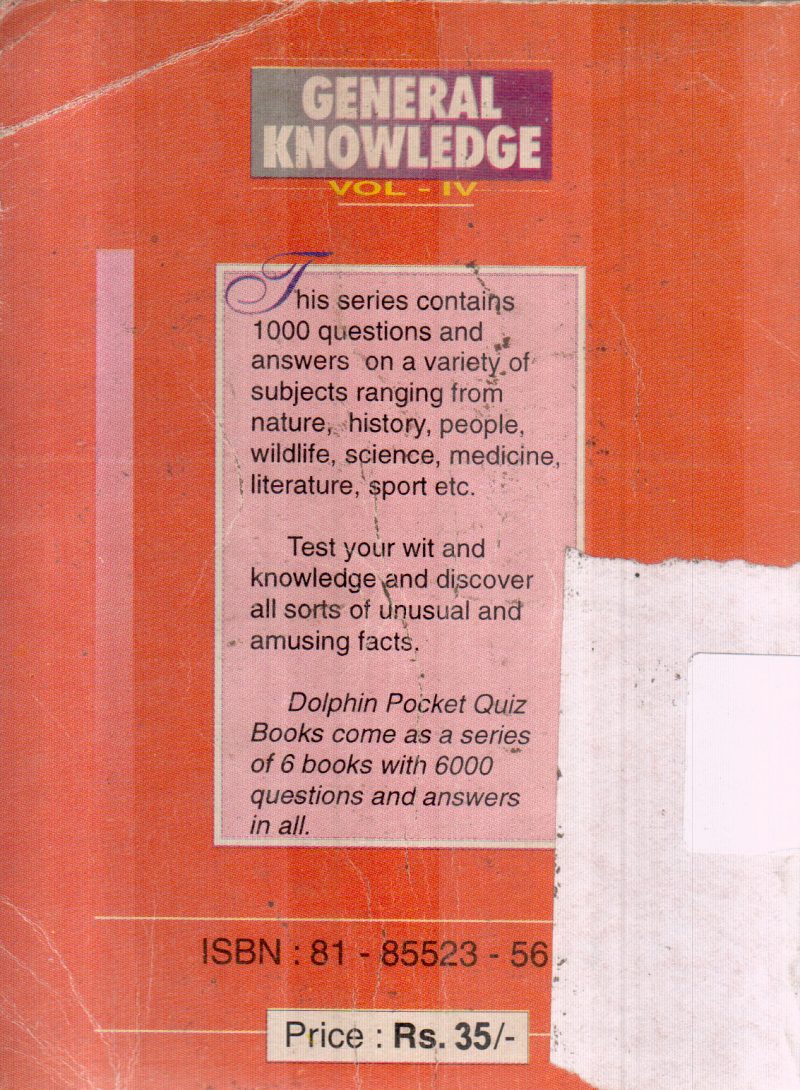 GENERAL
KNOWLEDGE
VOL - IV
This series contains
1000 questions and
answers on a variety of
subjects ranging from
nature, history, people,
wildlife, science, medicine,
literature, sport etc.
Test your wit and
knowledge and discover
all sorts of unusual and
amusing facts.
Dolphin Pocket Quiz
Books come as a series
of 6 books with 6000
questions and answers
in all.
ISBN : 81 - 85523 - 56
Price : Rs. 35/-